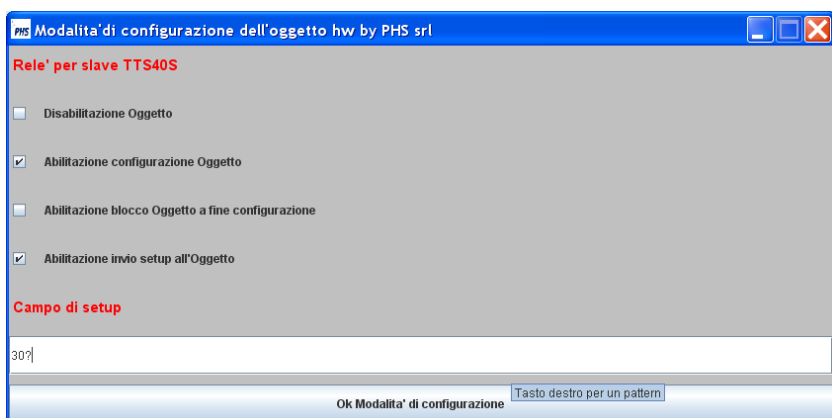 PHS Modalita'di configurazione dell'oggetto hw by PHS srl
Rele' per slave TTS40S
Disabilitazione Oggetto
Abilitazione configurazione Oggetto
Abilitazione blocco Oggetto a fine configurazione
Abilitazione invio setup all'Oggetto
Campo di setup
30?
Ok Modalita' di configurazione
Tasto destro per un pattern